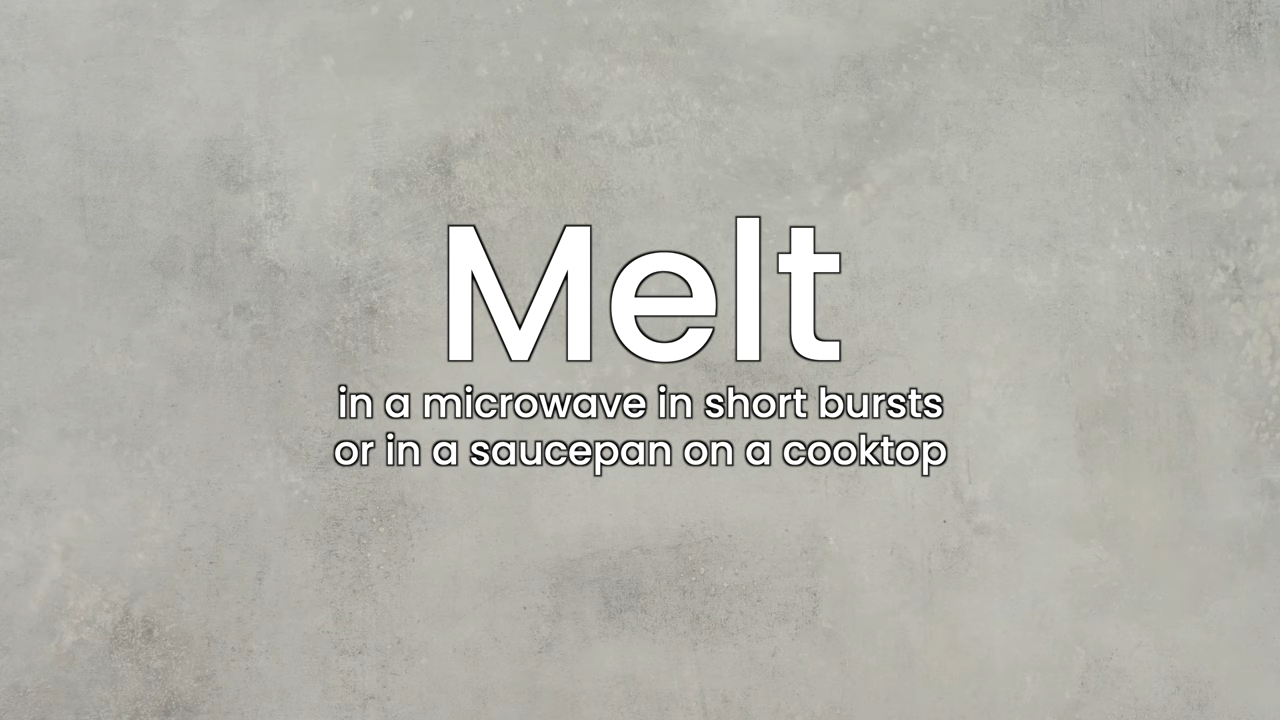 Melt
in a microwave in short bursts
or in a saucepan on a cooktop